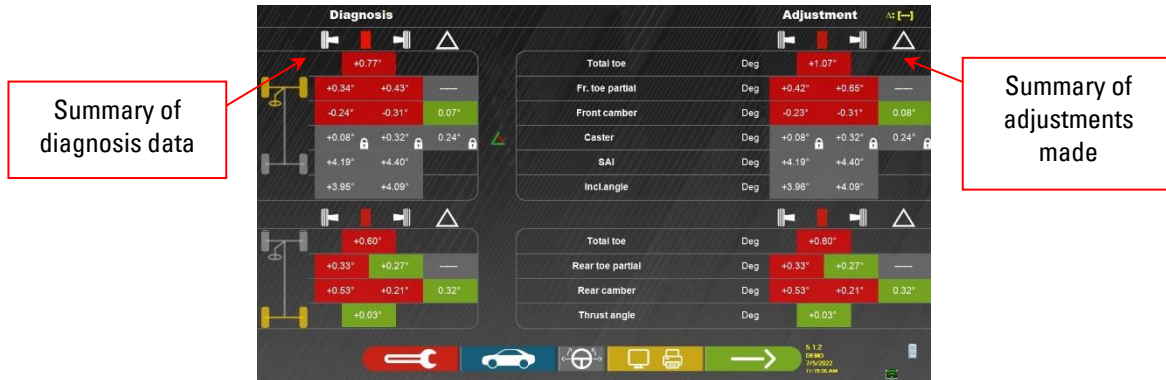 Diagnosis Adjustment Δ: [---]
+0.77° Total toe Deg +1.07°
+0.34° +0.43° ------ Fr. toe partial Deg +0.42° +0.65° ------
-0.24° -0.31° 0.07° Front camber Deg -0.23° -0.31° 0.08°
+0.08° +0.32° 0.24° Caster Deg +0.08° +0.32° 0.24°
+4.19° +4.40° SAI Deg +4.19° +4.40°
+3.95° +4.09° Incl.angle Deg +3.96° +4.09°
+0.60° Total toe Deg +0.60°
+0.33° +0.27° ------ Rear toe partial Deg +0.33° +0.27° ------
+0.53° +0.21° 0.32° Rear camber Deg +0.53° +0.21° 0.32°
+0.03° Thrust angle Deg +0.03°
5.1.2
DEMO
7/5/2022
11:19:26 AM
Summary of
diagnosis data
Summary of
adjustments
made